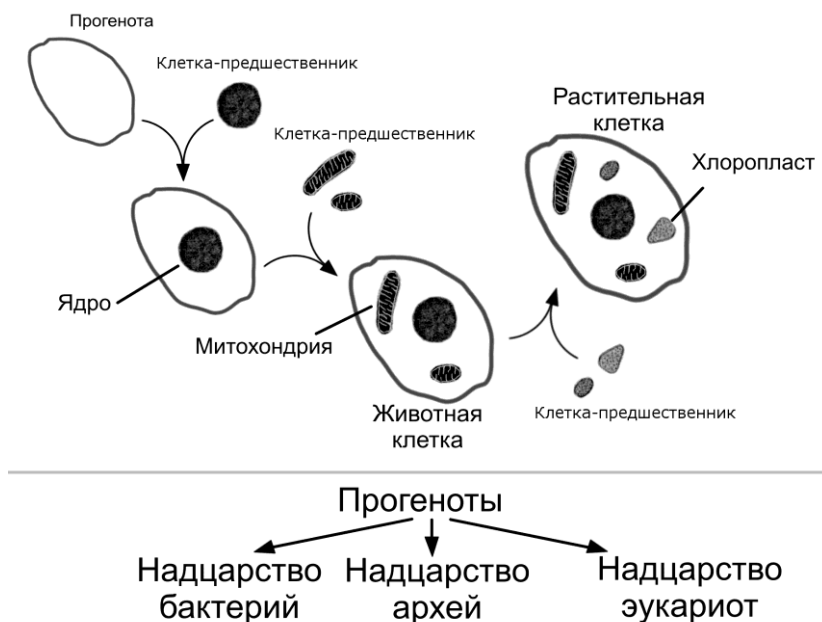 Прогенота
Клетка-предшественник
Клетка-предшественник
Растительная
клетка
Хлоропласт
Ядро
Митохондрия
Животная
клетка
Клетка-предшественник
Прогеноты
Надцарство
бактерий
Надцарство
архей
Надцарство
эукариот